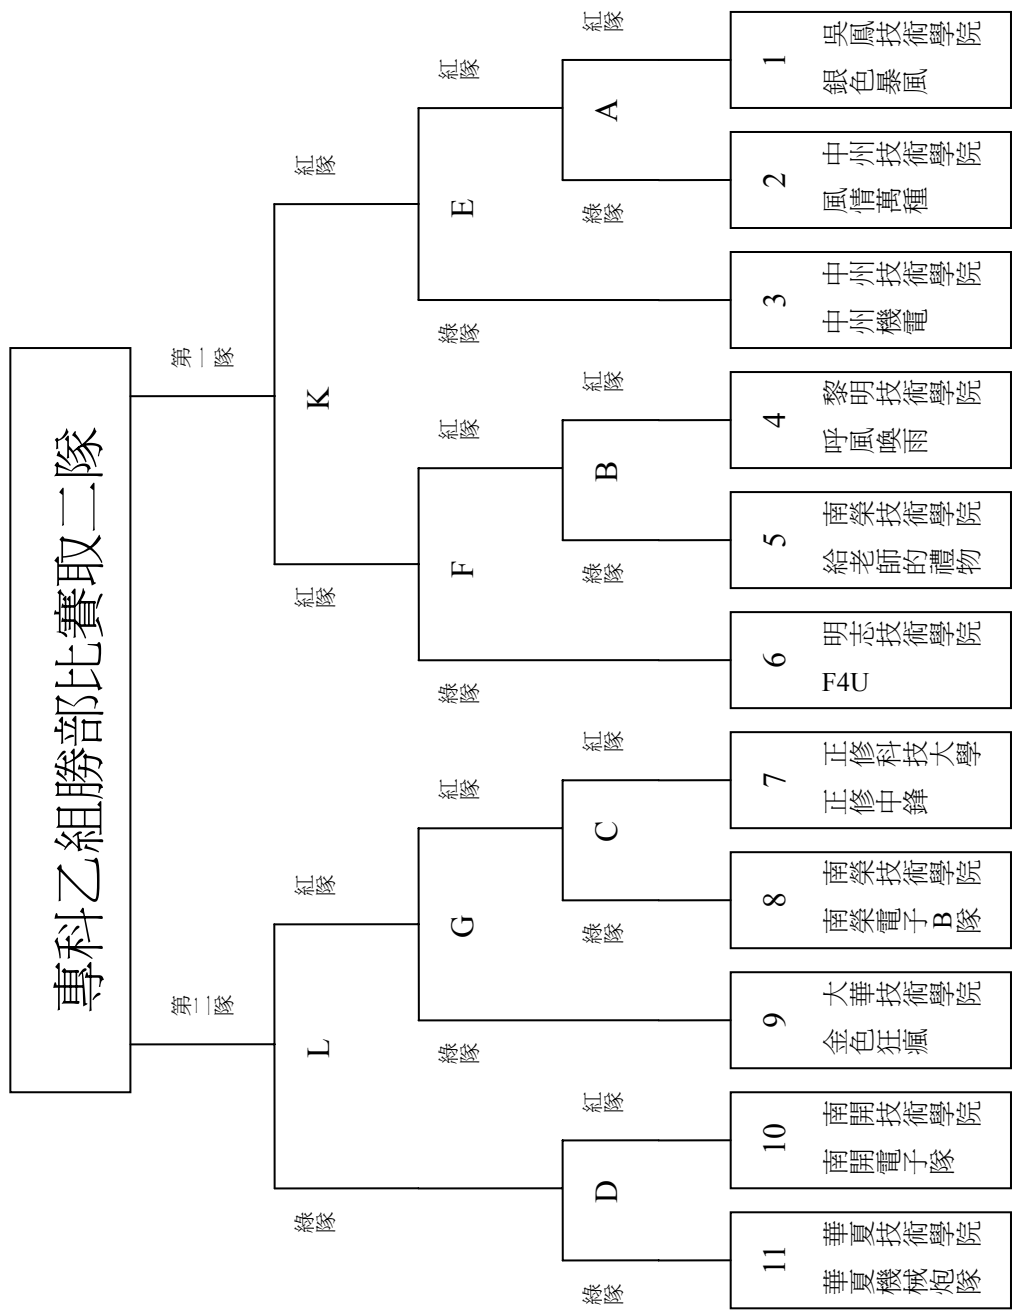 專科乙組勝部比賽取二隊
第一隊
第二隊
K
紅隊
紅隊
L
紅隊
綠隊
E
紅隊
綠隊
F
紅隊
綠隊
G
紅隊
綠隊
A
紅隊
綠隊
B
紅隊
綠隊
C
紅隊
綠隊
D
紅隊
綠隊
1
吳鳳技術學院
銀色暴風
2
中州技術學院
風情萬種
3
中州技術學院
中州機電
4
黎明技術學院
呼風喚雨
5
南榮技術學院
給老師的禮物
6
明志技術學院
F4U
7
正修科技大學
正修中鋒
8
南榮技術學院
南榮電子B隊
9
大華技術學院
金色狂瘋
10
南開技術學院
南開電子隊
11
華夏技術學院
華夏機械炮隊